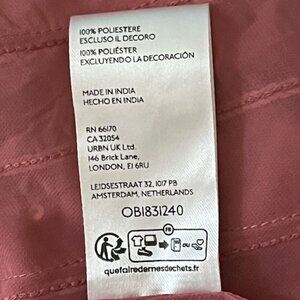 100% POLIESTERE
ESCLUSO IL DECORO
100% POLIÉSTER
EXCLUYENDO LA DECORACIÓN
MADE IN INDIA
HECHO EN INDIA
RN 66170
CA 32054
URBN UK Ltd.
146 Brick Lane,
LONDON, E1 6RU
LEIDSESTRAAT 32, 1017 PB
AMSTERDAM, NETHERLANDS
OB1831240
FR
quefairedemesdechets.fr